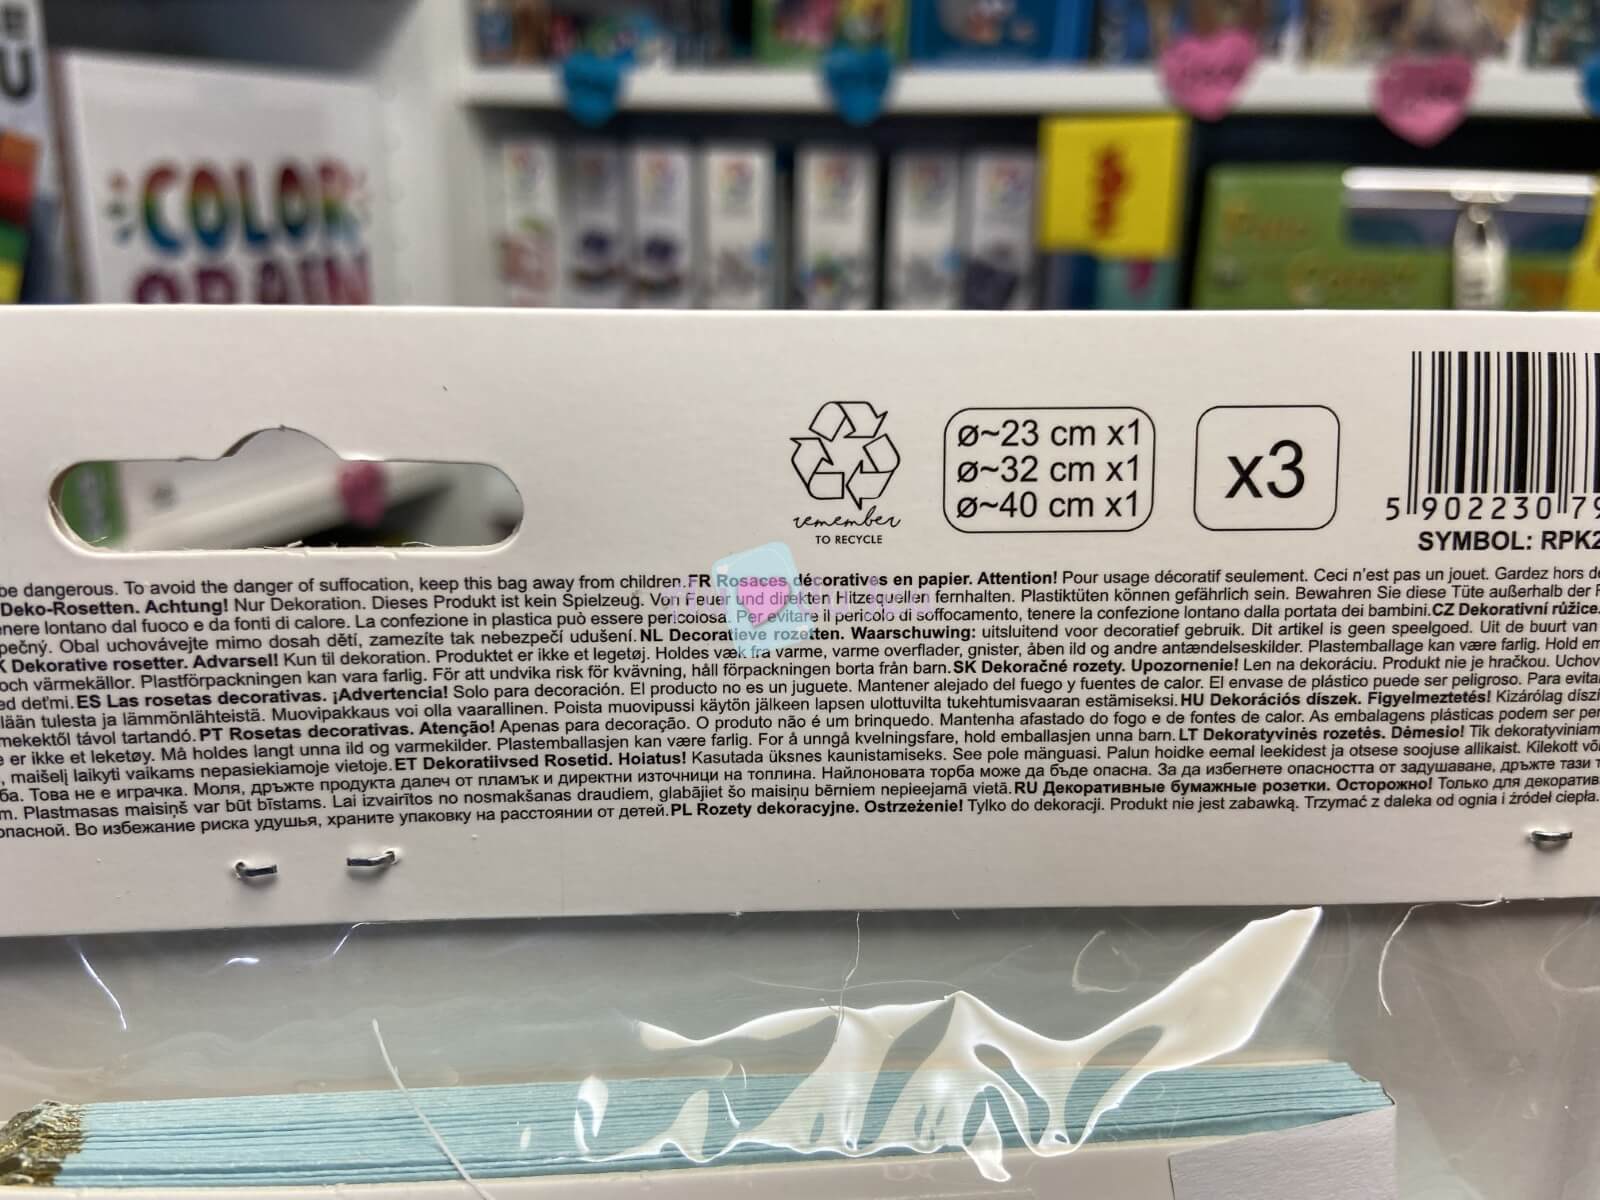 COLOR
BRAIN
ø~23 cm x1
ø~32 cm x1
ø~40 cm x1
x3
remember
TO RECYCLE
5 902230 79
SYMBOL: RPK2
be dangerous. To avoid the danger of suffocation, keep this bag away from children. FR Rosaces décoratives en papier. Attention! Pour usage décoratif seulement. Ceci n'est pas un jouet. Gardez hors de
Deko-Rosetten. Achtung! Nur Dekoration. Dieses Produkt ist kein Spielzeug. Von Feuer und direkten Hitzequellen fernhalten. Plastiktüten können gefährlich sein. Bewahren Sie diese Tüte außerhalb der
enere lontano dal fuoco e da fonti di calore. La confezione in plastica può essere pericolosa. Per evitare il pericolo di soffocamento, tenere la confezione lontano dalla portata dei bambini. CZ Dekorativní růžice.
pečný. Obal uchovávejte mimo dosah dětí, zamezíte tak nebezpečí udušení. NL Decoratieve rozetten. Waarschuwing: uitsluitend voor decoratief gebruik. Dit artikel is geen speelgoed. Uit de buurt van
K Dekorative rosetter. Advarsel! Kun til dekoration. Produktet er ikke et legetøj. Holdes væk fra varme, varme overflader, gnister, åben ild og andre antændelseskilder. Plastemballage kan være farlig. Hold em
och värmekällor. Plastförpackningen kan vara farlig. För att undvika risk för kvävning, håll förpackningen borta från barn. SK Dekoračné rozety. Upozornenie! Len na dekoráciu. Produkt nie je hračkou. Uchov
ed deťmi. ES Las rosetas decorativas. ¡Advertencia! Solo para decoración. El producto no es un juguete. Mantener alejado del fuego y fuentes de calor. El envase de plástico puede ser peligroso. Para evitar
lään tulesta ja lämmönlähteistä. Muovipakkaus voi olla vaarallinen. Poista muovipussi käytön jälkeen lapsen ulottuvilta tukehtumisvaaran estämiseksi. HU Dekorációs díszek. Figyelmeztetés! Kizárólag díszí
mekektől távol tartandó. PT Rosetas decorativas. Atenção! Apenas para decoração. O produto não é um brinquedo. Mantenha afastado do fogo e de fontes de calor. As embalagens plásticas podem ser per
e er ikke et leketøy. Må holdes langt unna ild og varmekilder. Plastemballasjen kan være farlig. For å unngå kvelningsfare, hold emballasjen unna barn. LT Dekoratyvinės rozetės. Dėmesio! Tik dekoratyviniam
, maišelį laikyti vaikams nepasiekiamoje vietoje. ET Dekoratiivsed Rosetid. Hoiatus! Kasutada üksnes kaunistamiseks. See pole mänguasi. Palun hoidke eemal leekidest ja otsese soojuse allikaist. Kilekott või
ба. Това не е играчка. Моля, дръжте продукта далеч от пламък и директни източници на топлина. Найлоновата торба може да бъде опасна. За да избегнете опасността от задушаване, дръжте тази т
m. Plastmasas maisiņš var būt bīstams. Lai izvairītos no nosmakšanas draudiem, glabājiet šo maisiņu bērniem nepieejamā vietā. RU Декоративные бумажные розетки. Осторожно! Только для декоратив
опасной. Во избежание риска удушья, храните упаковку на расстоянии от детей. PL Rozety dekoracyjne. Ostrzeżenie! Tylko do dekoracji. Produkt nie jest zabawką. Trzymać z daleka od ognia i źródeł ciepła.